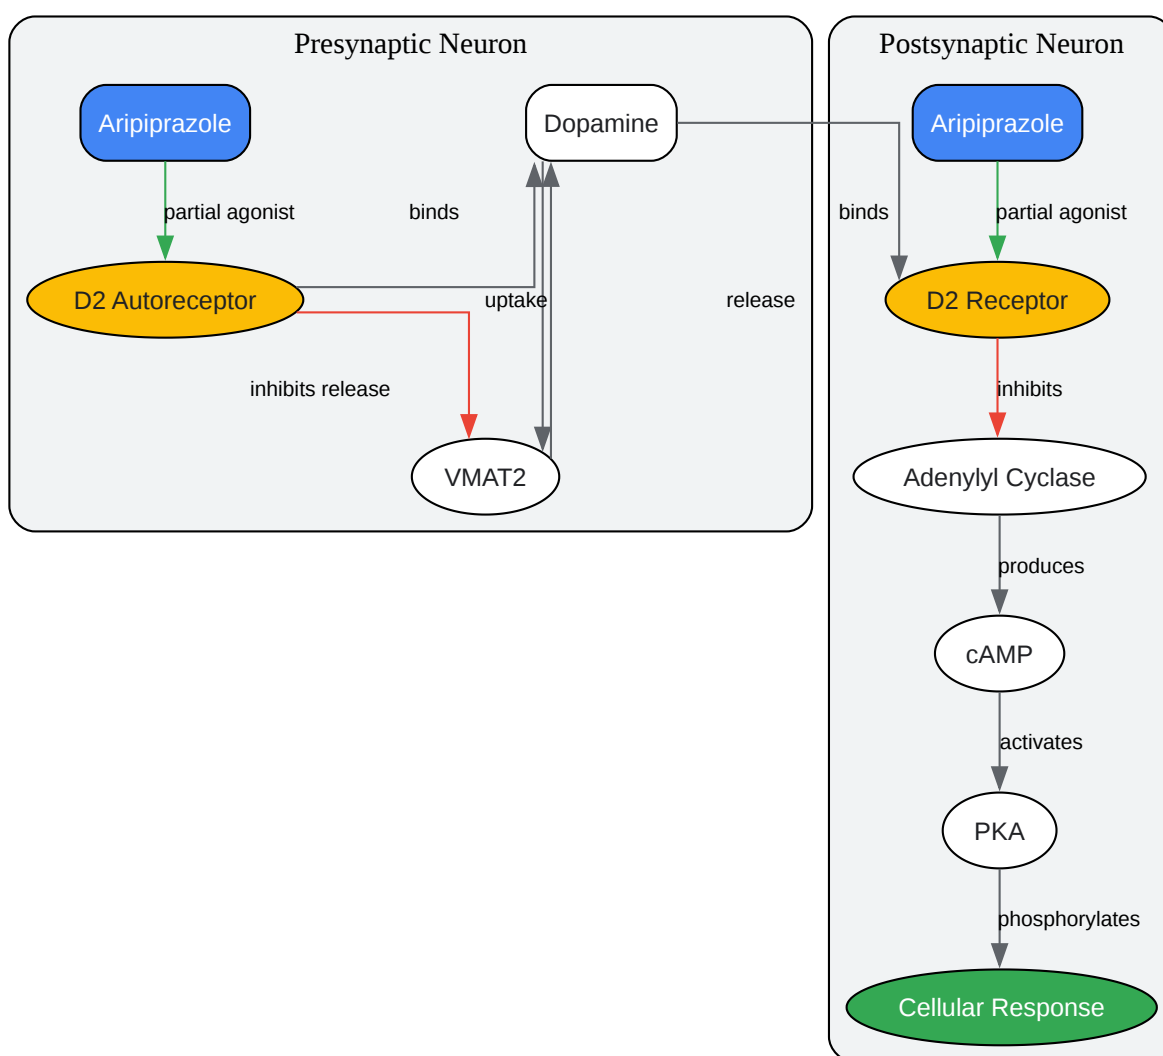 Presynaptic Neuron
Postsynaptic Neuron
Aripiprazole
Dopamine
Aripiprazole
partial agonist
binds
binds
partial agonist
D2 Autoreceptor
uptake
release
D2 Receptor
inhibits release
inhibits
VMAT2
Adenylyl Cyclase
produces
cAMP
activates
PKA
phosphorylates
Cellular Response